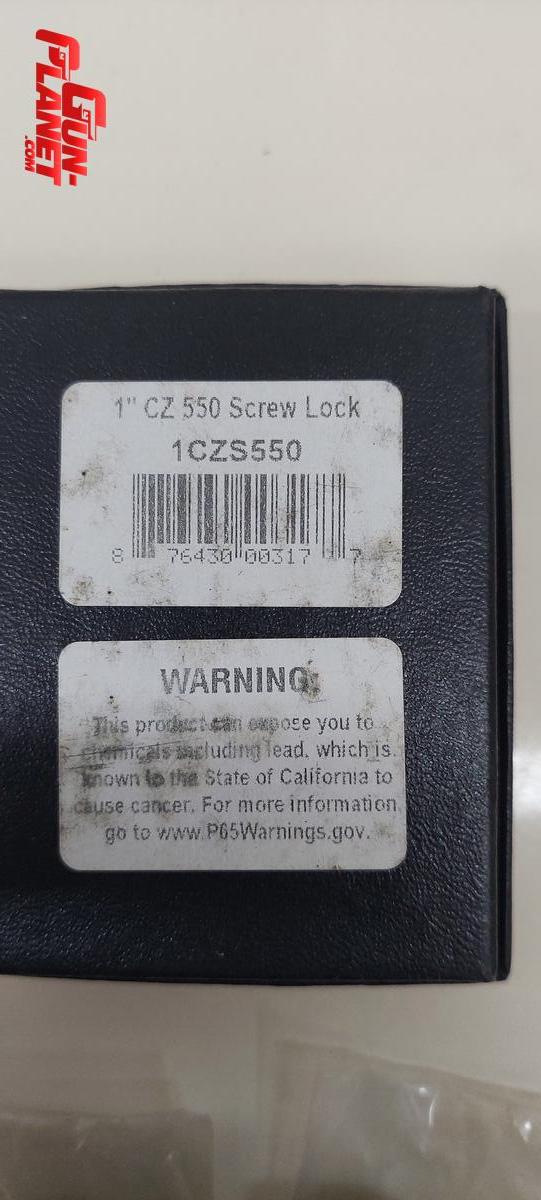 GUN-
PLANET
.COM
1" CZ 550 Screw Lock
1CZS550
8 76430 00317 7
WARNING:
This product can expose you to
chemicals including lead, which is
known to the State of California to
cause cancer. For more information
go to www.P65Warnings.gov.